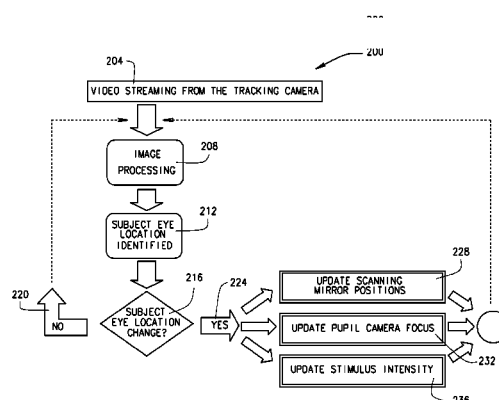 200
204
VIDEO STREAMING FROM THE TRACKING CAMERA
IMAGE
PROCESSING
208
SUBJECT EYE
LOCATION
IDENTIFIED
212
SUBJECT
EYE LOCATION
CHANGE?
216
220
NO
224
YES
UPDATE SCANNING
MIRROR POSITIONS
228
UPDATE PUPIL CAMERA FOCUS
232
UPDATE STIMULUS INTENSITY
236